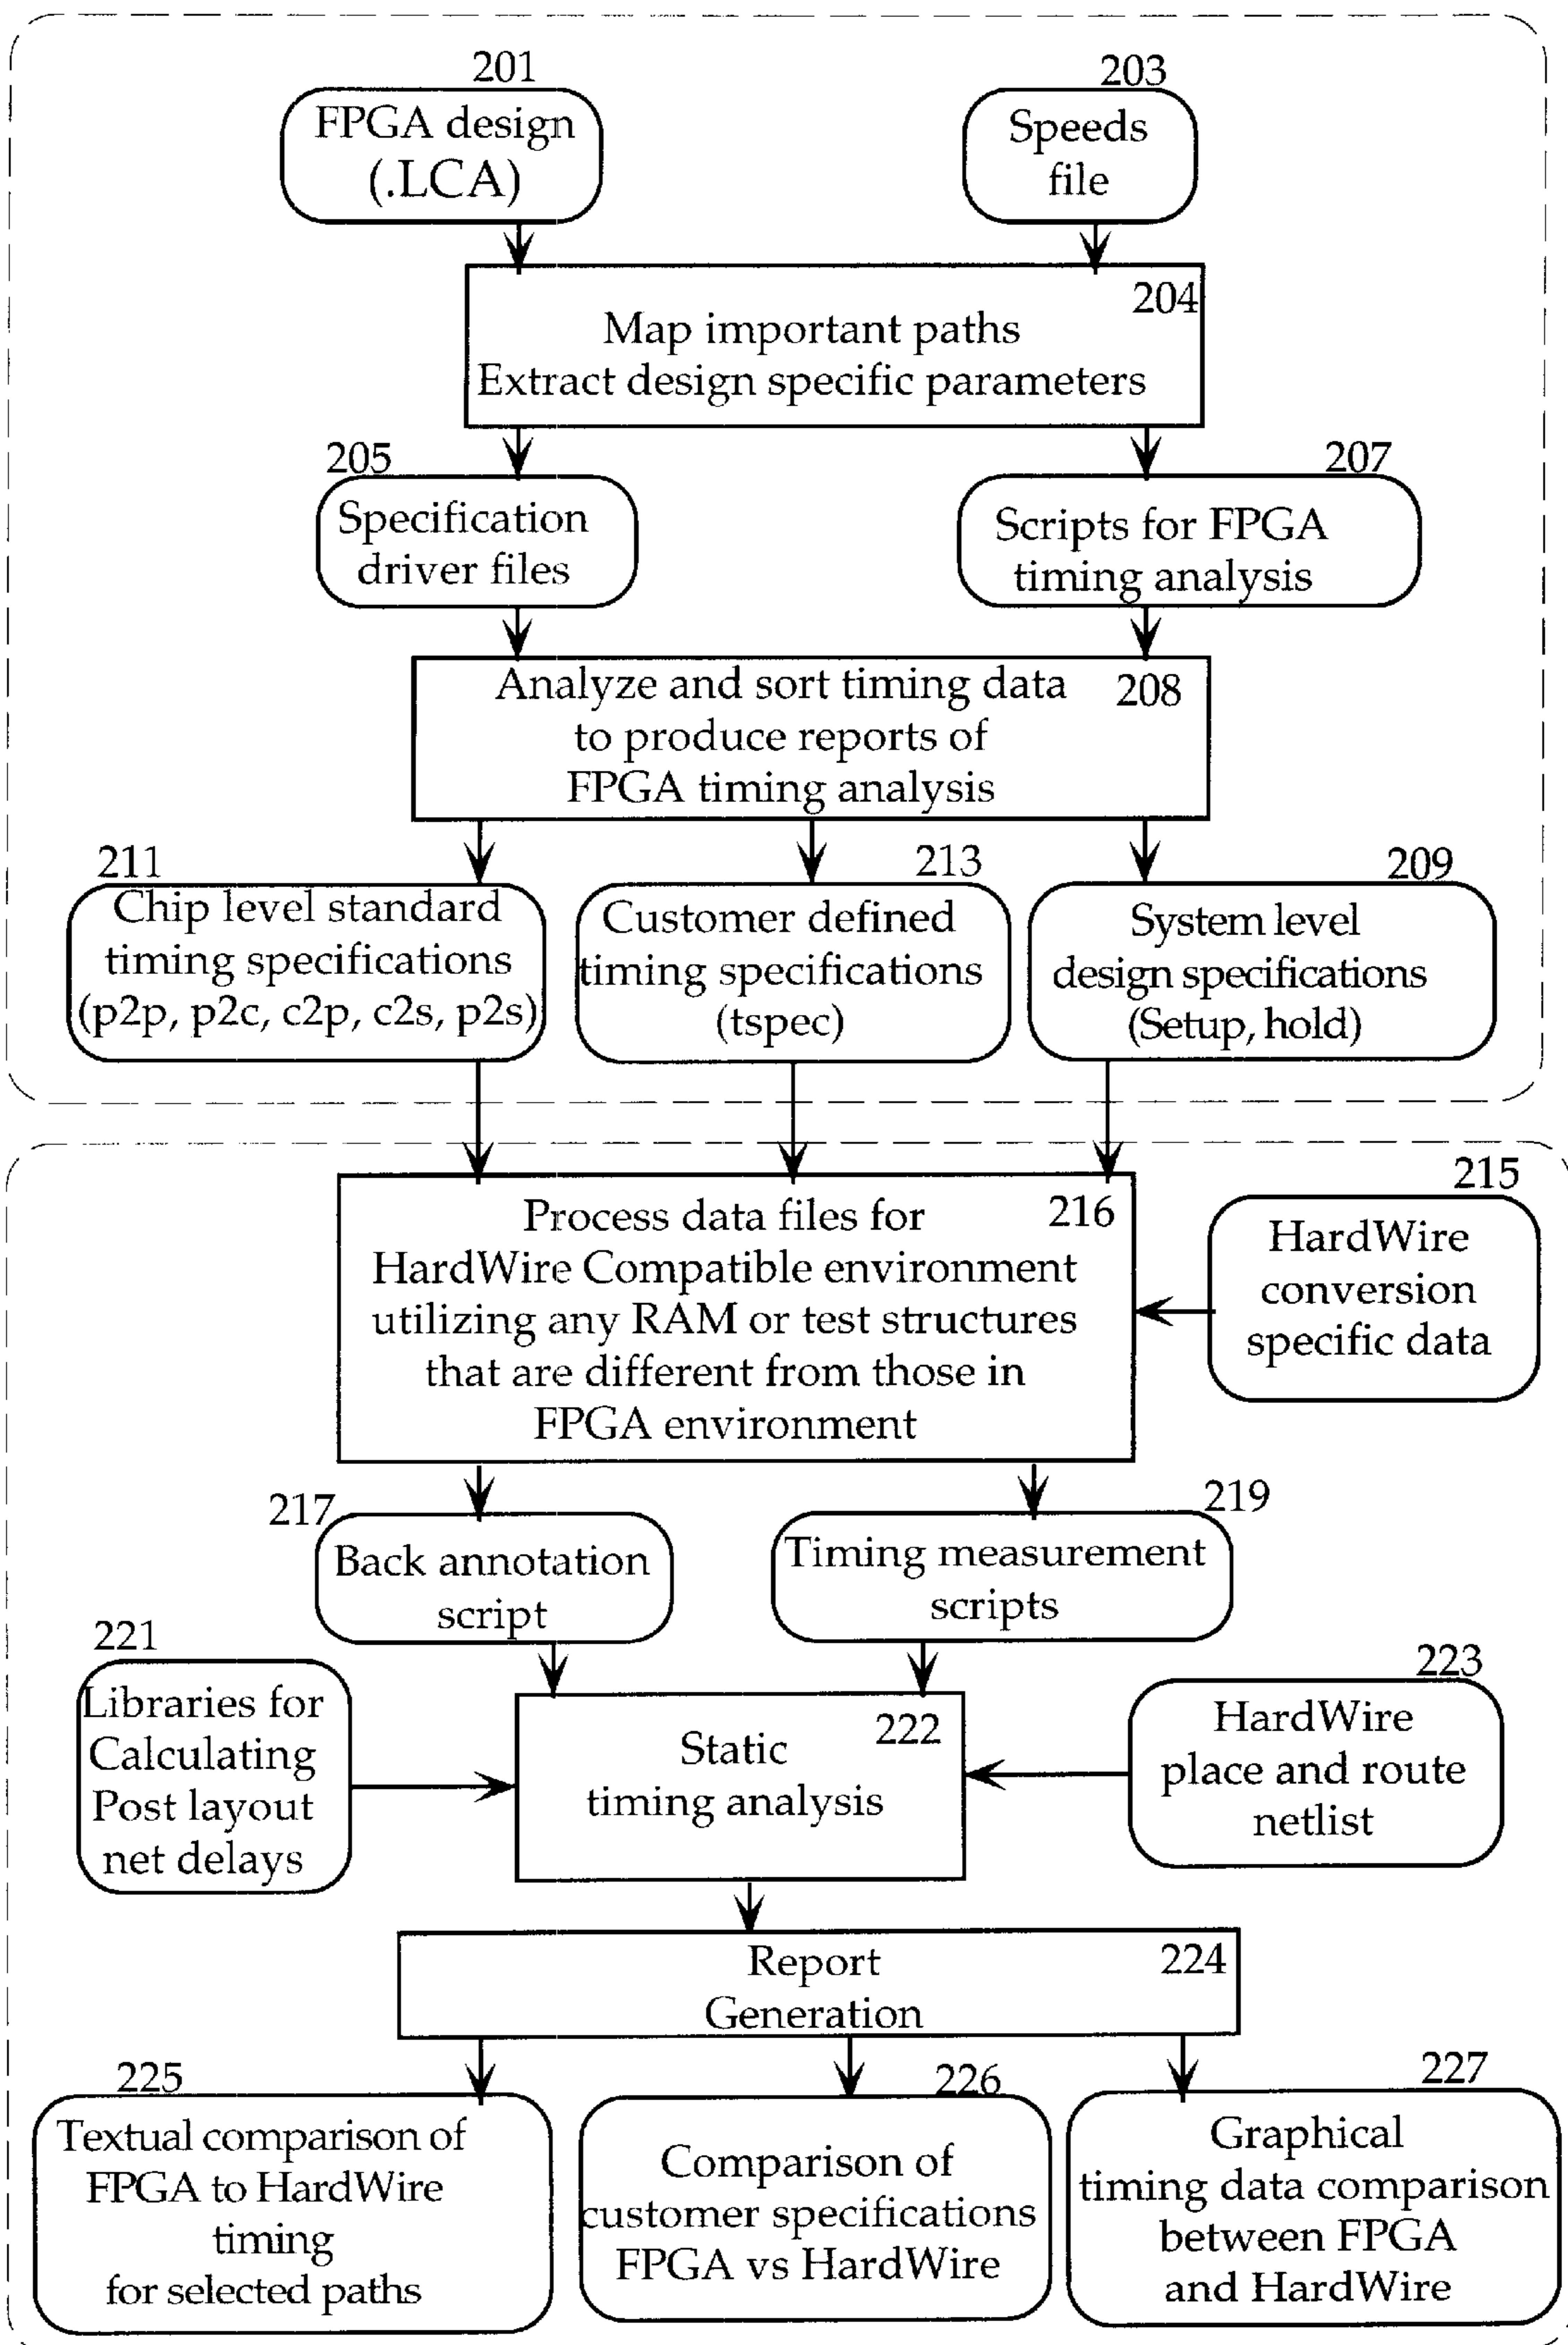 201
FPGA design
(.LCA)
203
Speeds
file
204
Map important paths
Extract design specific parameters
205
Specification
driver files
207
Scripts for FPGA
timing analysis
Analyze and sort timing data
208
to produce reports of
FPGA timing analysis
211
Chip level standard
timing specifications
(p2p, p2c, c2p, c2s, p2s)
213
Customer defined
timing specifications
(tspec)
209
System level
design specifications
(Setup, hold)
Process data files for
216
HardWire Compatible environment
utilizing any RAM or test structures
that are different from those in
FPGA environment
215
HardWire
conversion
specific data
217
Back annotation
script
219
Timing measurement
scripts
221
Libraries for
Calculating
Post layout
net delays
222
Static
timing analysis
223
HardWire
place and route
netlist
Report
224
Generation
225
Textual comparison of
FPGA to HardWire
timing
for selected paths
226
Comparison of
customer specifications
FPGA vs HardWire
227
Graphical
timing data comparison
between FPGA
and HardWire